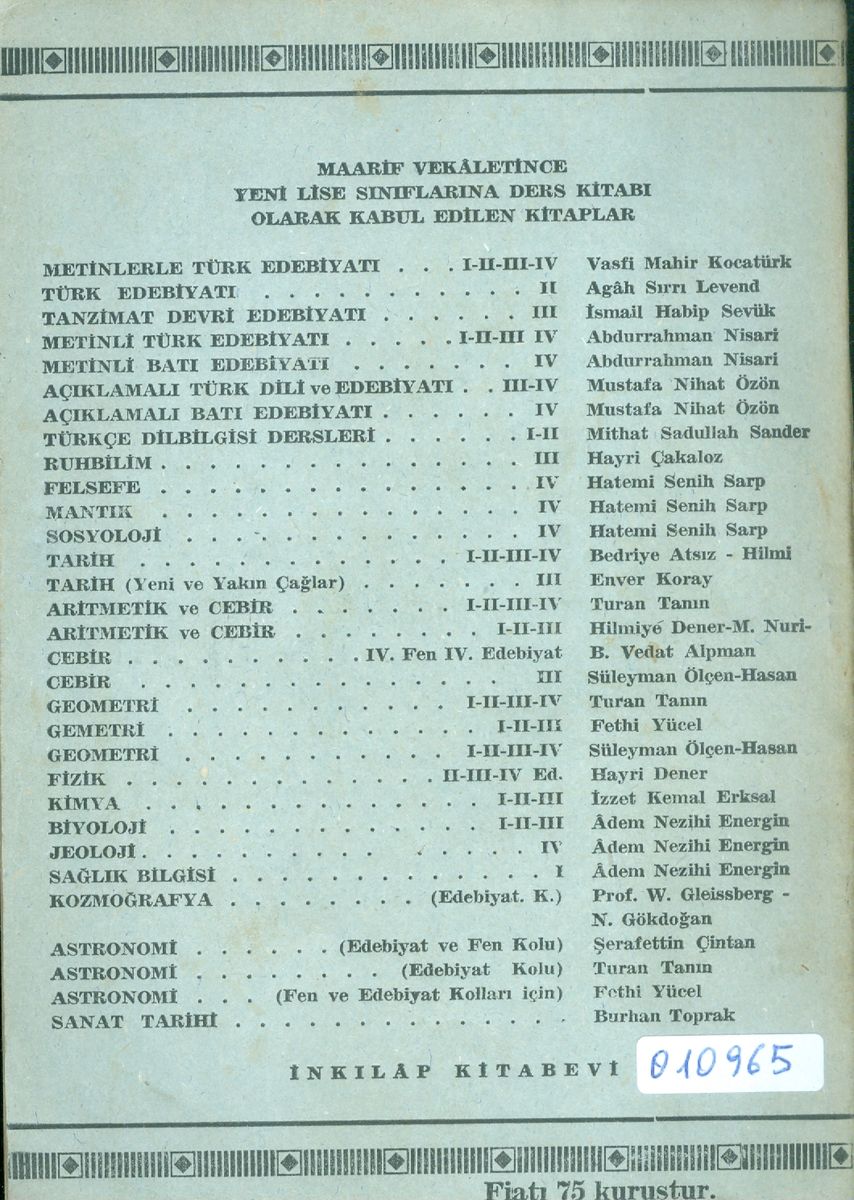 MAARİF VEKÂLETİNCE
YENİ LİSE SINIFLARINA DERS KİTABI
OLARAK KABUL EDİLEN KİTAPLAR
METİNLERLE TÜRK EDEBİYATI . . . I-II-III-IV Vasfi Mahir Kocatürk
TÜRK EDEBİYATI . . . . . . . . . . . II Agâh Sırrı Levend
TANZİMAT DEVRİ EDEBİYATI . . . . . . III İsmail Habip Sevük
METİNLİ TÜRK EDEBİYATI . . . . . I-II-III IV Abdurrahman Nisari
METİNLİ BATI EDEBİYATI . . . . . . . IV Abdurrahman Nisari
AÇIKLAMALI TÜRK DİLİ ve EDEBİYATI . . III-IV Mustafa Nihat Özön
AÇIKLAMALI BATI EDEBİYATI . . . . . . IV Mustafa Nihat Özön
TÜRKÇE DİLBİLGİSİ DERSLERİ . . . . . . I-II Mithat Sadullah Sander
RUHBİLİM . . . . . . . . . . . . . . III Hayri Çakaloz
FELSEFE . . . . . . . . . . . . . . IV Hatemi Senih Sarp
MANTIK . . . . . . . . . . . . . . IV Hatemi Senih Sarp
SOSYOLOJİ . . . . . . . . . . . . . IV Hatemi Senih Sarp
TARİH . . . . . . . . . . . . . I-II-III-IV Bedriye Atsız - Hilmi
TARİH (Yeni ve Yakın Çağlar) . . . . . . . III Enver Koray
ARİTMETİK ve CEBİR . . . . . . . I-II-III-IV Turan Tanın
ARİTMETİK ve CEBİR . . . . . . . . I-II-III Hilmiye Dener-M. Nuri-
CEBİR . . . . . . . . . . IV. Fen IV. Edebiyat B. Vedat Alpman
CEBİR . . . . . . . . . . . . . . . III Süleyman Ölçen-Hasan
GEOMETRİ . . . . . . . . . . . I-II-III-IV Turan Tanın
GEMETRİ . . . . . . . . . . . . I-II-III Fethi Yücel
GEOMETRİ . . . . . . . . . . . I-II-III-IV Süleyman Ölçen-Hasan
FİZİK . . . . . . . . . . . . . II-III-IV Ed. Hayri Dener
KİMYA . . . . . . . . . . . . . I-II-III İzzet Kemal Erksal
BİYOLOJİ . . . . . . . . . . . . I-II-III Âdem Nezihi Energin
JEOLOJİ . . . . . . . . . . . . . . IV Âdem Nezihi Energin
SAĞLIK BİLGİSİ . . . . . . . . . . . . I Âdem Nezihi Energin
KOZMOĞRAFYA . . . . . . . . (Edebiyat. K.) Prof. W. Gleissberg -
N. Gökdoğan
ASTRONOMİ . . . . . . (Edebiyat ve Fen Kolu) Şerafettin Çintan
ASTRONOMİ . . . . . . . . (Edebiyat Kolu) Turan Tanın
ASTRONOMİ . . . (Fen ve Edebiyat Kolları için) Fethi Yücel
SANAT TARİHİ . . . . . . . . . . . . . Burhan Toprak
İNKILÂP KİTABEVİ
010965
Fiatı 75 kuruştur.